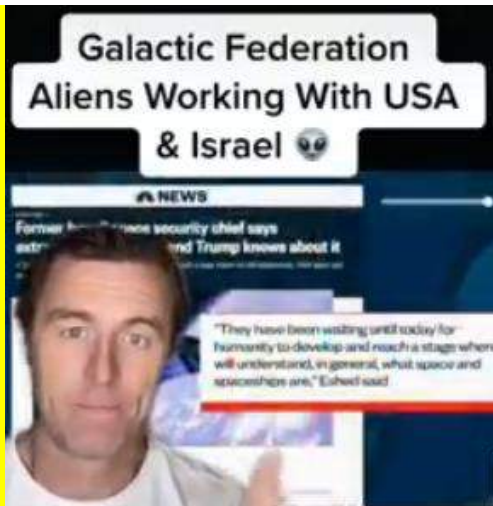 Galactic Federation
Aliens Working With USA
& Israel 👽
NEWS
Former security chief says
and Trump knows about it
"They have been waiting until today for
humanity to develop and reach a stage where
will understand, in general, what space and
spaceships are," Eshed said